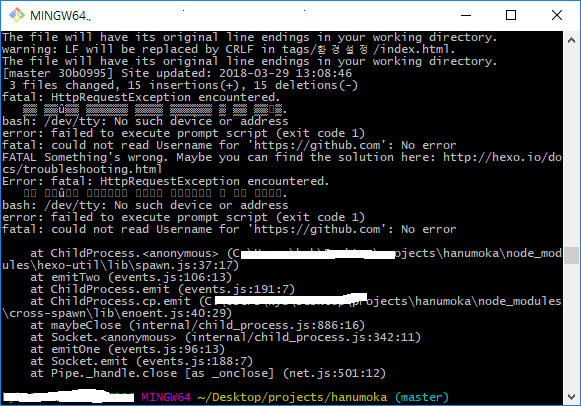 MINGW64:,
The file will have its original line endings in your working directory.
warning: LF will be replaced by CRLF in tags/환경설정/index.html.
The file will have its original line endings in your working directory.
[master 30b0995] Site updated: 2018-03-29 13:08:46
3 files changed, 15 insertions(+), 15 deletions(-)
fatal: HttpRequestException encountered.
bash: /dev/tty: No such device or address
error: failed to execute prompt script (exit code 1)
fatal: could not read Username for 'https://github.com': No error
FATAL Something's wrong. Maybe you can find the solution here: http://hexo.io/do
cs/troubleshooting.html
Error: fatal: HttpRequestException encountered.
bash: /dev/tty: No such device or address
error: failed to execute prompt script (exit code 1)
fatal: could not read Username for 'https://github.com': No error
at ChildProcess.<anonymous> (C rojects\hanumoka\node_mod
ules\hexo-util\lib\spawn.js:37:17)
at emitTwo (events.js:106:13)
at ChildProcess.emit (events.js:191:7)
at ChildProcess.cp.emit (C projects\hanumoka\node_modules
\cross-spawn\lib\enoent.js:40:29)
at maybeClose (internal/child_process.js:886:16)
at Socket.<anonymous> (internal/child_process.js:342:11)
at emitOne (events.js:96:13)
at Socket.emit (events.js:188:7)
at Pipe._handle.close [as _onclose] (net.js:501:12)
MINGW64 ~/Desktop/projects/hanumoka (master)